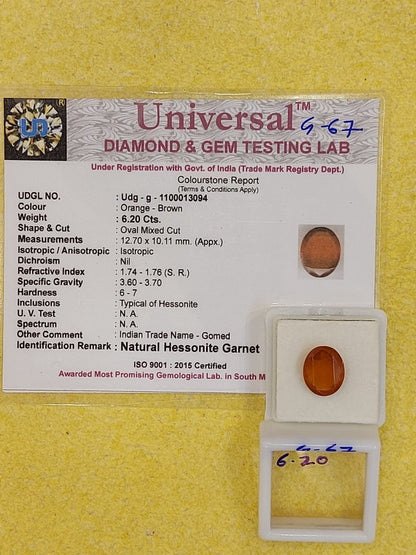 Universal™
G-67
DIAMOND & GEM TESTING LAB
Under Registration with Govt. of India (Trade Mark Registry Dept.)
Colourstone Report
(Terms & Conditions Apply)
UDGL NO. : Udg - g - 1100013094
Colour : Orange - Brown
Weight : 6.20 Cts.
Shape & Cut : Oval Mixed Cut
Measurements : 12.70 x 10.11 mm. (Appx.)
Isotropic / Anisotropic : Isotropic
Dichroism : Nil
Refractive Index : 1.74 - 1.76 (S. R.)
Specific Gravity : 3.60 - 3.70
Hardness : 6 - 7
Inclusions : Typical of Hessonite
U. V. Test : N. A.
Spectrum : N. A.
Other Comment : Indian Trade Name - Gomed
Identification Remark : Natural Hessonite Garnet
ISO 9001 : 2015 Certified
Awarded Most Promising Gemological Lab. in South M
G-67
6.20